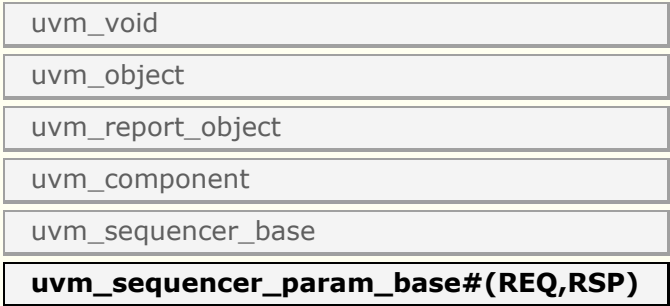 uvm_void
uvm_object
uvm_report_object
uvm_component
uvm_sequencer_base
uvm_sequencer_param_base#(REQ,RSP)